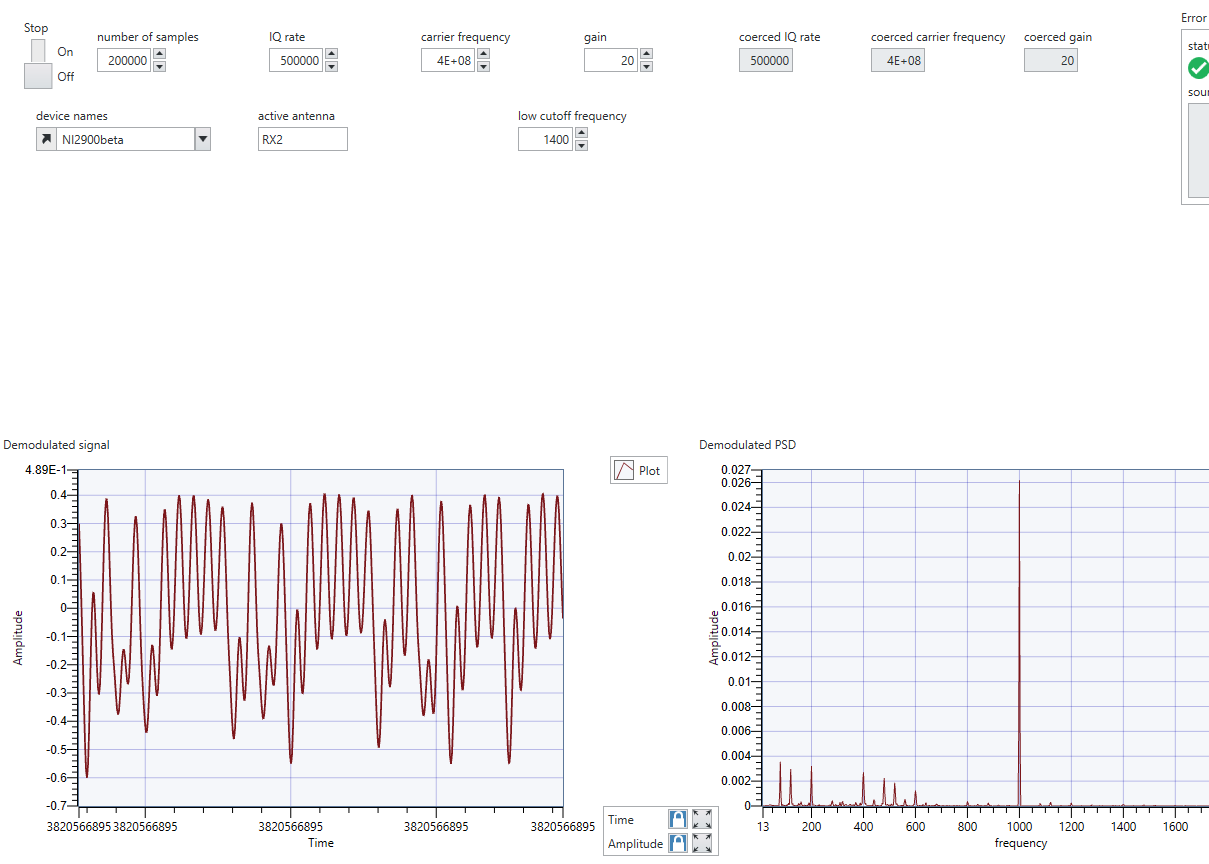 Stop
On
Off
number of samples
200000
IQ rate
500000
carrier frequency
4E+08
gain
20
coerced IQ rate
500000
coerced carrier frequency
4E+08
coerced gain
20
Error
statu
sour
device names
NI2900beta
active antenna
RX2
low cutoff frequency
1400
Demodulated signal
4.89E-1
0.4
0.3
0.2
0.1
0
-0.1
-0.2
-0.3
-0.4
-0.5
-0.6
-0.7
Amplitude
3820566895 3820566895 3820566895 3820566895 3820566895
Time
Plot
Time
Amplitude
Demodulated PSD
0.027
0.026
0.024
0.022
0.02
0.018
0.016
0.014
0.012
0.01
0.008
0.006
0.004
0.002
0
Amplitude
13 200 400 600 800 1000 1200 1400 1600
frequency